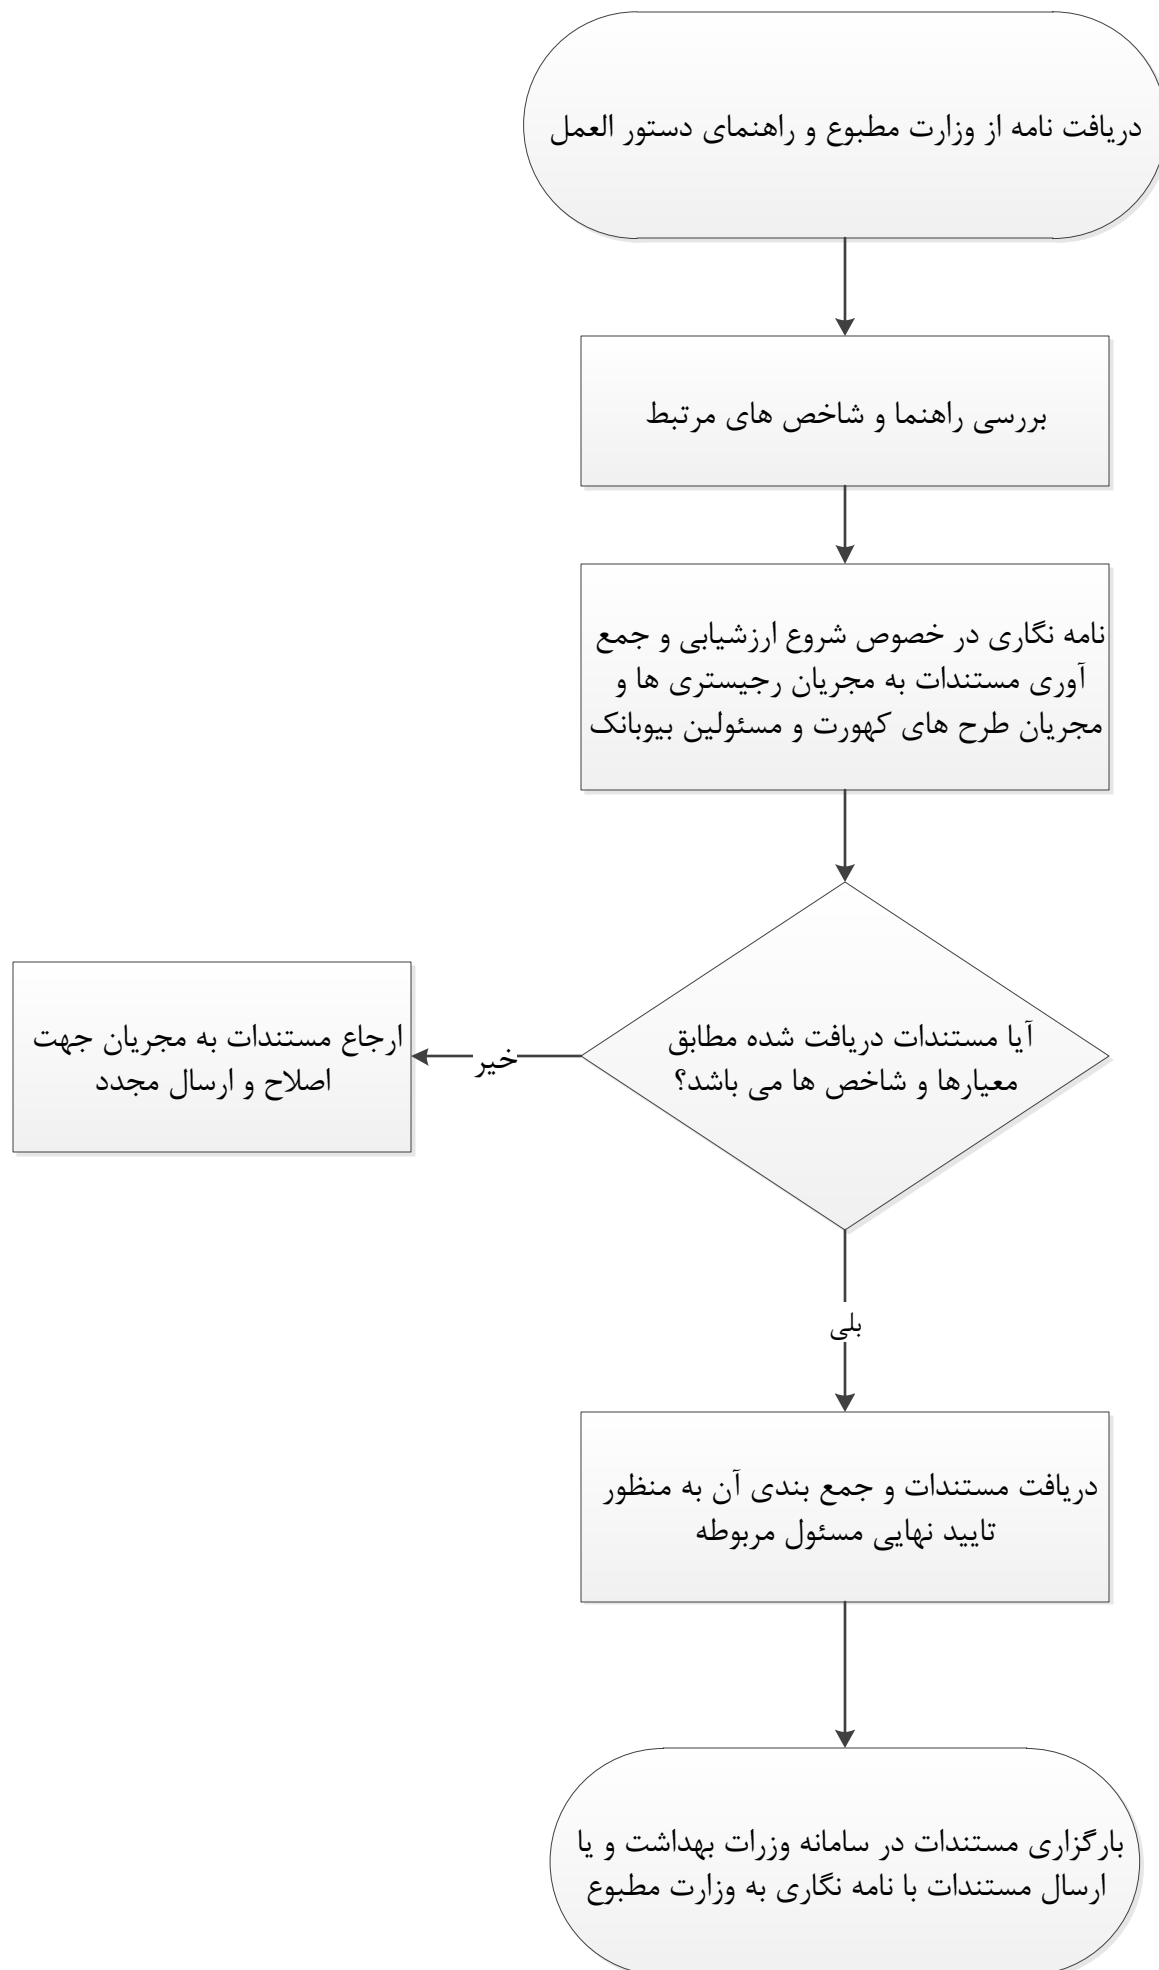 دریافت نامه از وزارت مطبوع و راهنمای دستور العمل
بررسی راهنما و شاخص های مرتبط
نامه نگاری در خصوص شروع ارزشیابی و جمع
آوری مستندات به مجریان رجیستری ها و
مجریان طرح های کهورت و مسئولین بیوبانک
آیا مستندات دریافت شده مطابق
معیارها و شاخص ها می باشد؟
خیر
ارجاع مستندات به مجریان جهت
اصلاح و ارسال مجدد
بلی
دریافت مستندات و جمع بندی آن به منظور
تایید نهایی مسئول مربوطه
بارگزاری مستندات در سامانه وزرات بهداشت و یا
ارسال مستندات با نامه نگاری به وزارت مطبوع